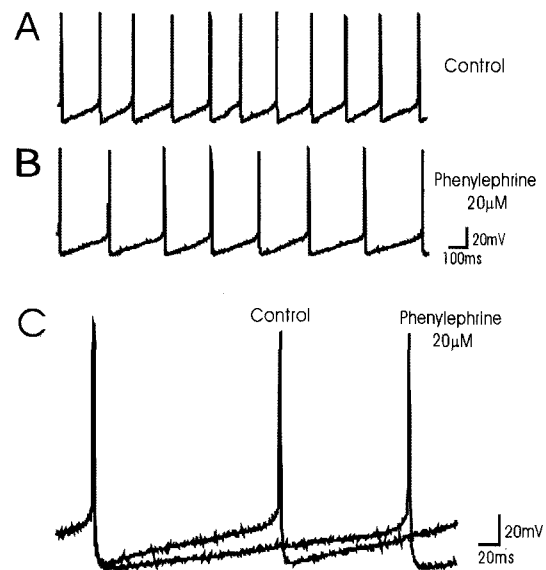 A
Control
B
Phenylephrine
20μM
20mV
100ms
C
Control
Phenylephrine
20μM
20mV
20ms